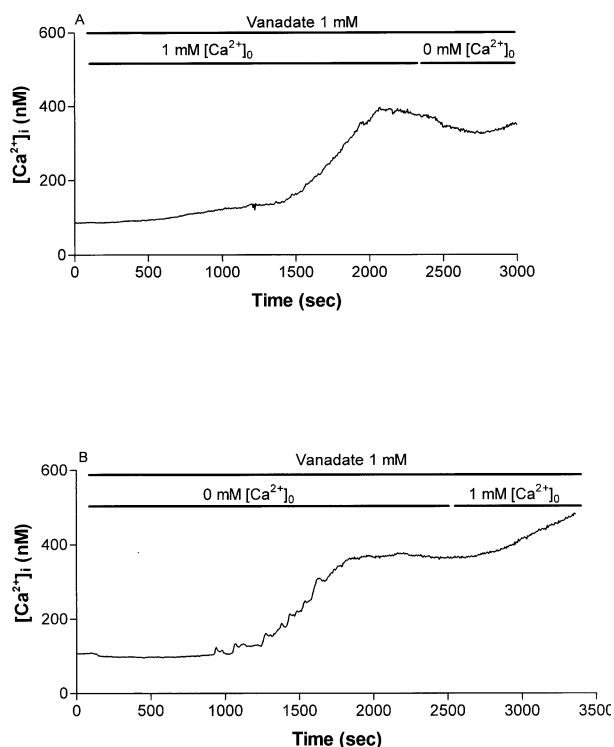 A
Vanadate 1 mM
1 mM [Ca²⁺]₀
0 mM [Ca²⁺]₀
[Ca²⁺]ᵢ (nM)
600
400
200
0
0 500 1000 1500 2000 2500 3000
Time (sec)
B
Vanadate 1 mM
0 mM [Ca²⁺]₀
1 mM [Ca²⁺]₀
[Ca²⁺]ᵢ (nM)
600
400
200
0
0 500 1000 1500 2000 2500 3000 3500
Time (sec)